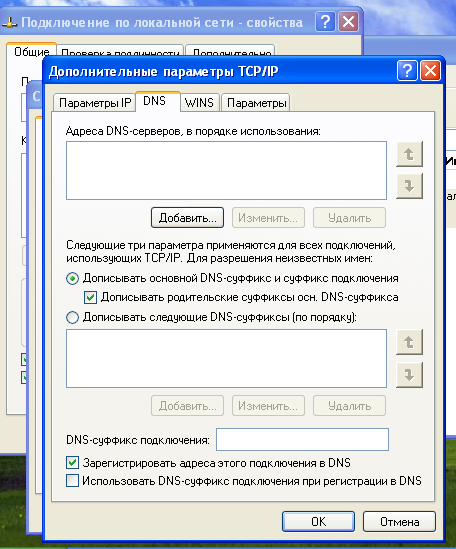 Подключение по локальной сети - свойства
Общие
Проверка подлинности
Дополнительно
Дополнительные параметры TCP/IP
Параметры IP
DNS
WINS
Параметры
Адреса DNS-серверов, в порядке использования:
Добавить...
Изменить...
Удалить
Следующие три параметра применяются для всех подключений,
использующих TCP/IP. Для разрешения неизвестных имен:
Дописывать основной DNS-суффикс и суффикс подключения
Дописывать родительские суффиксы осн. DNS-суффикса
Дописывать следующие DNS-суффиксы (по порядку):
Добавить...
Изменить...
Удалить
DNS-суффикс подключения:
Зарегистрировать адреса этого подключения в DNS
Использовать DNS-суффикс подключения при регистрации в DNS
OK
Отмена